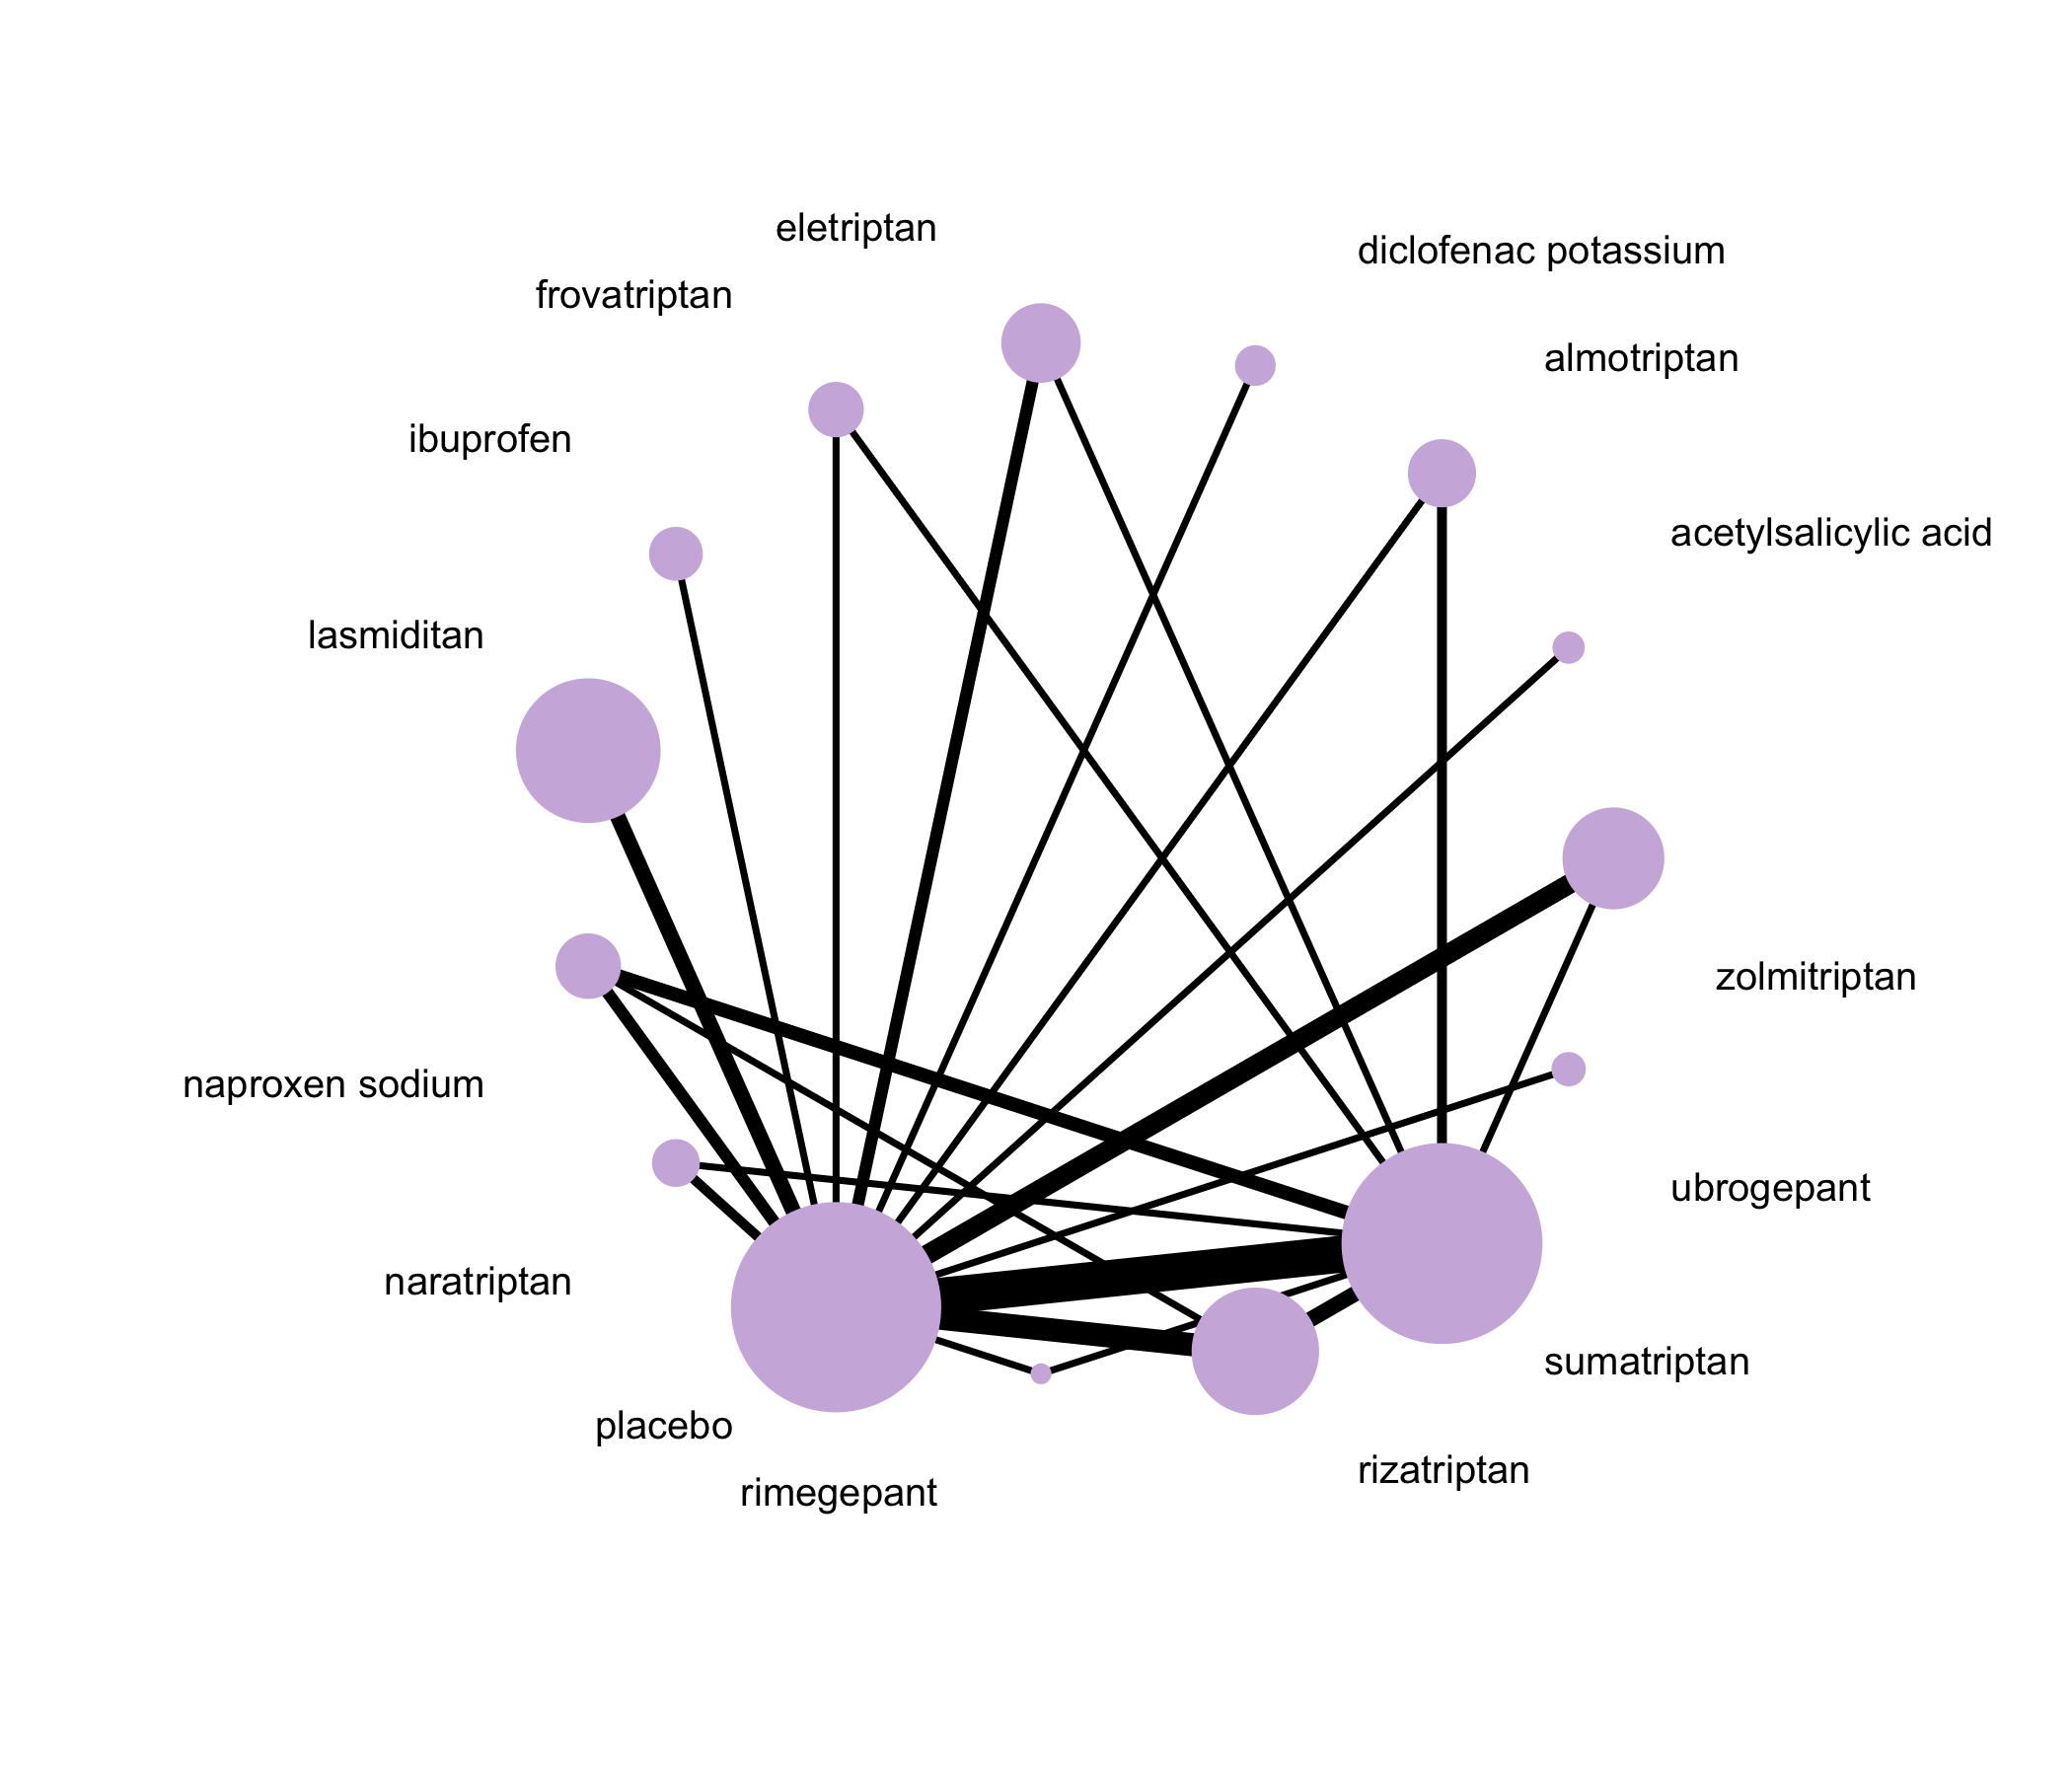 eletriptan
diclofenac potassium
frovatriptan
almotriptan
ibuprofen
acetylsalicylic acid
lasmiditan
zolmitriptan
naproxen sodium
ubrogepant
naratriptan
sumatriptan
placebo
rizatriptan
rimegepant